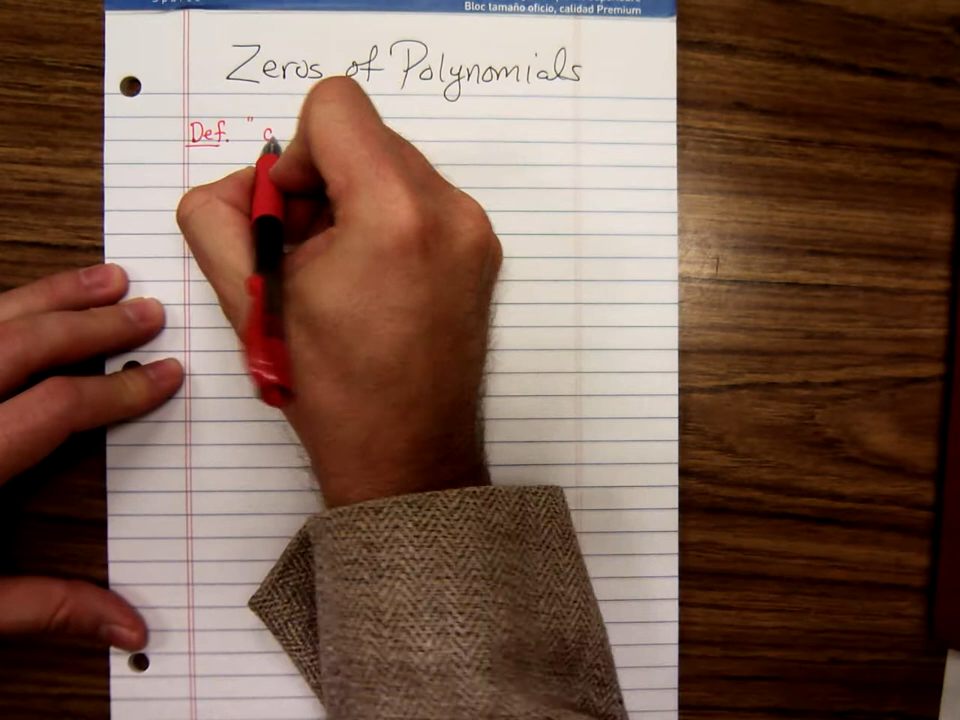 Bloc tamaño oficio, calidad Premium
Zeros of Polynomials
Def. "c